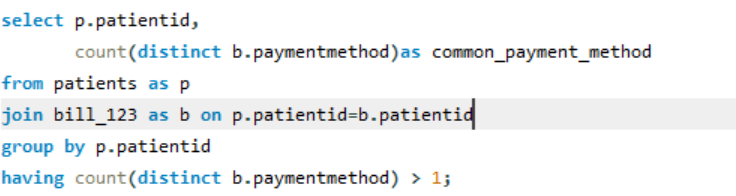 select p.patientid,
count(distinct b.paymentmethod)as common_payment_method
from patients as p
join bill_123 as b on p.patientid=b.patientid
group by p.patientid
having count(distinct b.paymentmethod) > 1;